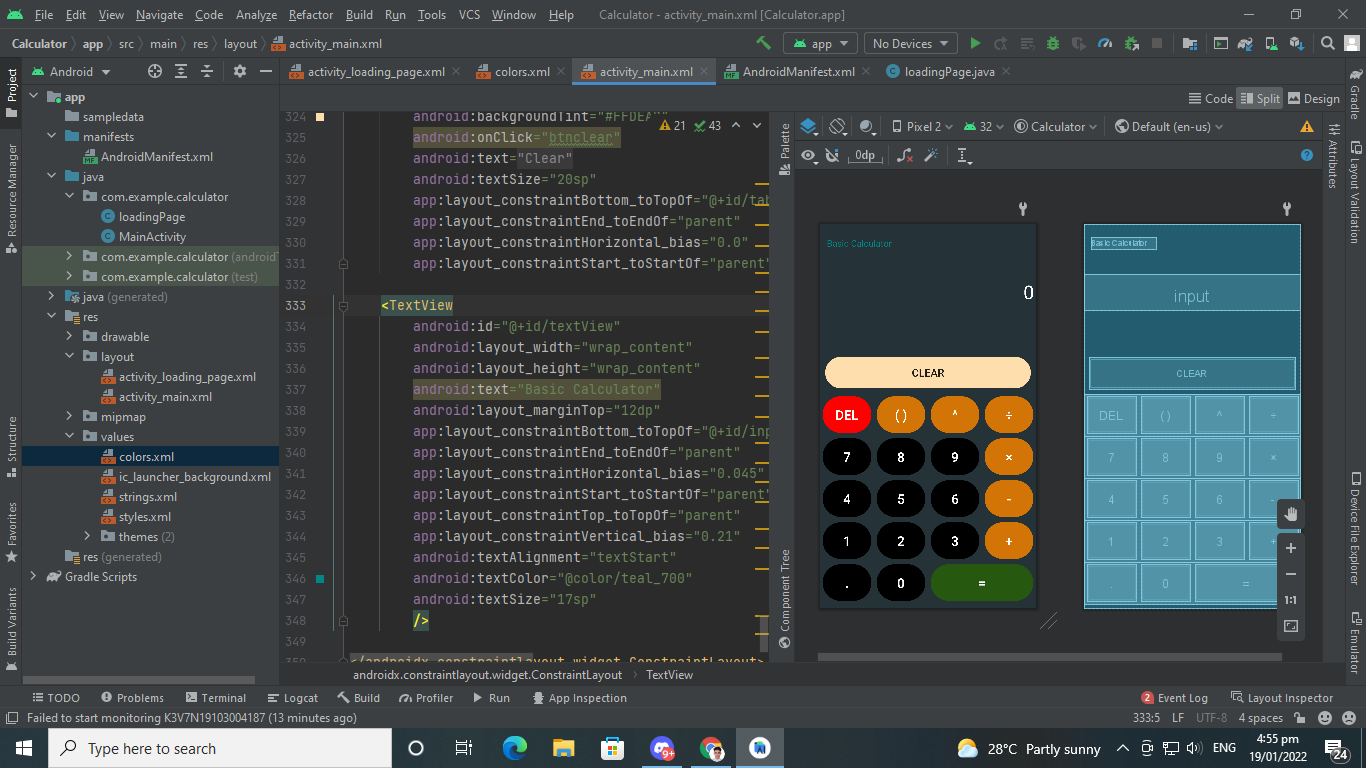 File Edit View Navigate Code Analyze Refactor Build Run Tools VCS Window Help Calculator - activity_main.xml [Calculator.app]
Calculator app src main res layout activity_main.xml app No Devices
Project
Android
activity_loading_page.xml colors.xml activity_main.xml AndroidManifest.xml loadingPage.java
Code Split Design
app
sampledata
manifests
AndroidManifest.xml
java
com.example.calculator
loadingPage
MainActivity
com.example.calculator (android
com.example.calculator (test)
java (generated)
res
drawable
layout
activity_loading_page.xml
activity_main.xml
mipmap
values
colors.xml
ic_launcher_background.xml
strings.xml
styles.xml
themes (2)
res (generated)
Gradle Scripts
Resource Manager
Structure
Favorites
Build Variants
21 43
324 android:backgroundTint="#FFDEA
325 android:onClick="btnclear"
326 android:text="Clear"
327 android:textSize="20sp"
328 app:layout_constraintBottom_toTopOf="@+id/tab
329 app:layout_constraintEnd_toEndOf="parent"
330 app:layout_constraintHorizontal_bias="0.0"
331 app:layout_constraintStart_toStartOf="parent"
332
333 <TextView
334 android:id="@+id/textView"
335 android:layout_width="wrap_content"
336 android:layout_height="wrap_content"
337 android:text="Basic Calculator"
338 android:layout_marginTop="12dp"
339 app:layout_constraintBottom_toTopOf="@+id/inp
340 app:layout_constraintEnd_toEndOf="parent"
341 app:layout_constraintHorizontal_bias="0.045"
342 app:layout_constraintStart_toStartOf="parent"
343 app:layout_constraintTop_toTopOf="parent"
344 app:layout_constraintVertical_bias="0.21"
345 android:textAlignment="textStart"
346 android:textColor="@color/teal_700"
347 android:textSize="17sp"
348 />
349
350 </androidx.constraintlayout.widget.ConstraintLayout>
androidx.constraintlayout.widget.ConstraintLayout TextView
Palette
Component Tree
Pixel 2 32 Calculator Default (en-us)
0dp
Basic Calculator
0
CLEAR
DEL ( ) ^ ÷
7 8 9 ×
4 5 6 -
1 2 3 +
. 0 =
Basic Calculator
input
CLEAR
DEL ( ) ^ ÷
7 8 9 ×
4 5 6 -
1 2 3 +
. 0 =
1:1
Attributes
Gradle
Layout Validation
Device File Explorer
Emulator
TODO Problems Terminal Logcat Build Profiler Run App Inspection 2 Event Log Layout Inspector
Failed to start monitoring K3V7N19103004187 (13 minutes ago) 333:5 LF UTF-8 4 spaces
Type here to search 9+ 28°C Partly sunny ENG 4:55 pm
19/01/2022 24